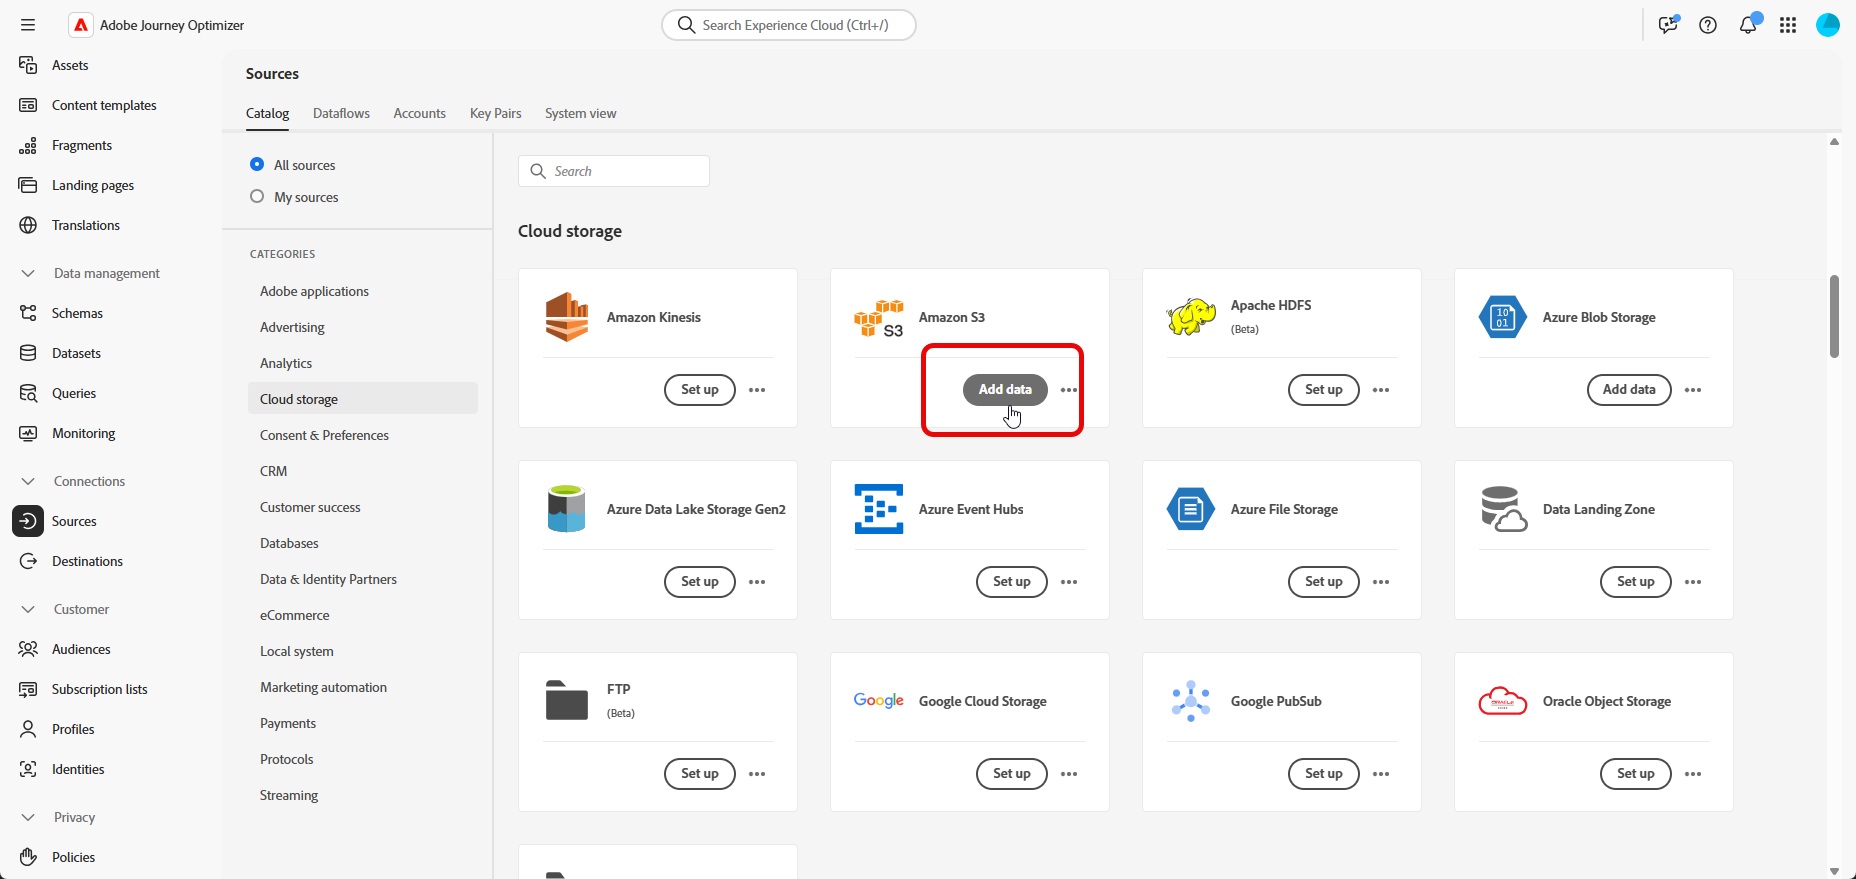 Adobe Journey Optimizer
Search Experience Cloud (Ctrl+/)
Assets
Content templates
Fragments
Landing pages
Translations
Data management
Schemas
Datasets
Queries
Monitoring
Connections
Sources
Destinations
Customer
Audiences
Subscription lists
Profiles
Identities
Privacy
Policies
Sources
Catalog Dataflows Accounts Key Pairs System view
All sources
My sources
CATEGORIES
Adobe applications
Advertising
Analytics
Cloud storage
Consent & Preferences
CRM
Customer success
Databases
Data & Identity Partners
eCommerce
Local system
Marketing automation
Payments
Protocols
Streaming
Search
Cloud storage
Amazon Kinesis
Set up
S3
Amazon S3
Add data
Apache HDFS
(Beta)
Set up
10
01
Azure Blob Storage
Add data
Azure Data Lake Storage Gen2
Set up
Azure Event Hubs
Set up
Azure File Storage
Set up
Data Landing Zone
Set up
FTP
(Beta)
Set up
Google
Google Cloud Storage
Set up
Google PubSub
Set up
ORACLE
Oracle Object Storage
Set up